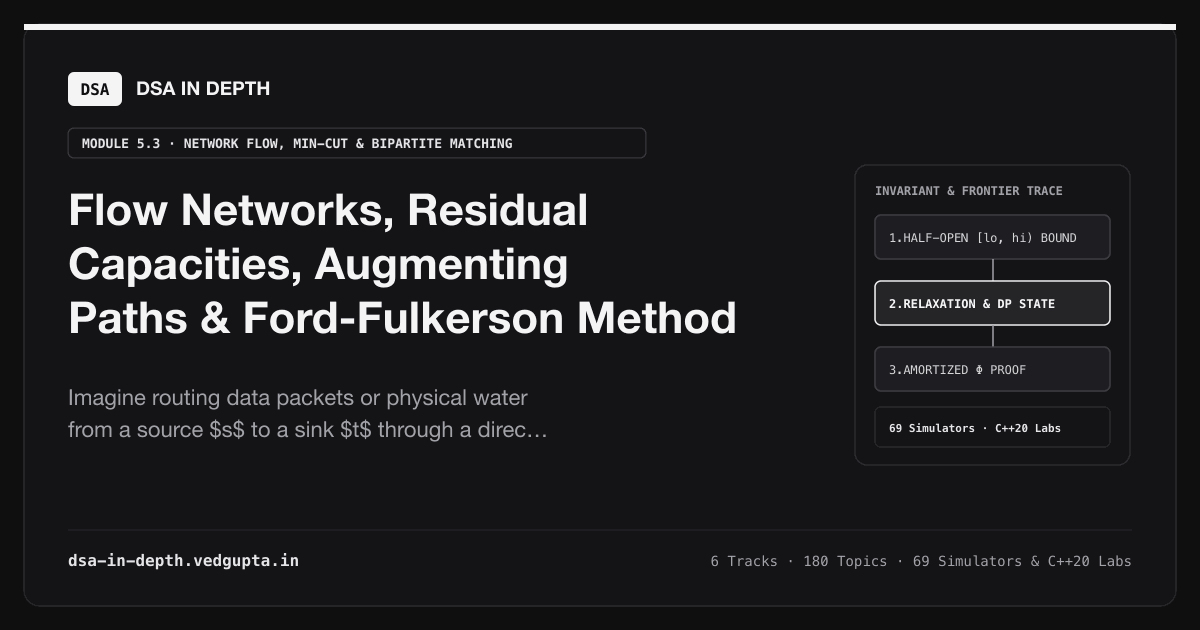 DSA DSA IN DEPTH
MODULE 5.3 · NETWORK FLOW, MIN-CUT & BIPARTITE MATCHING
Flow Networks, Residual
Capacities, Augmenting
Paths & Ford-Fulkerson Method
Imagine routing data packets or physical water
from a source $s$ to a sink $t$ through a direc...
INVARIANT & FRONTIER TRACE
1.HALF-OPEN [lo, hi) BOUND
2.RELAXATION & DP STATE
3.AMORTIZED Φ PROOF
69 Simulators · C++20 Labs
dsa-in-depth.vedgupta.in
6 Tracks · 180 Topics · 69 Simulators & C++20 Labs